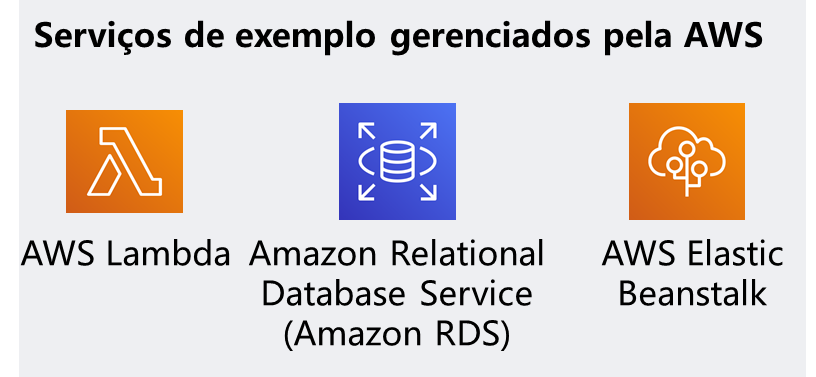 Serviços de exemplo gerenciados pela AWS
AWS Lambda
Amazon Relational
Database Service
(Amazon RDS)
AWS Elastic
Beanstalk